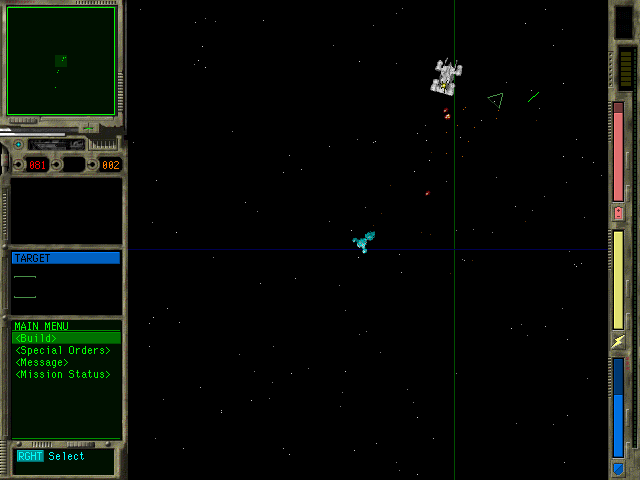 081 002
TARGET
MAIN MENU
<Build>
<Special Orders>
<Message>
<Mission Status>
RGHT Select